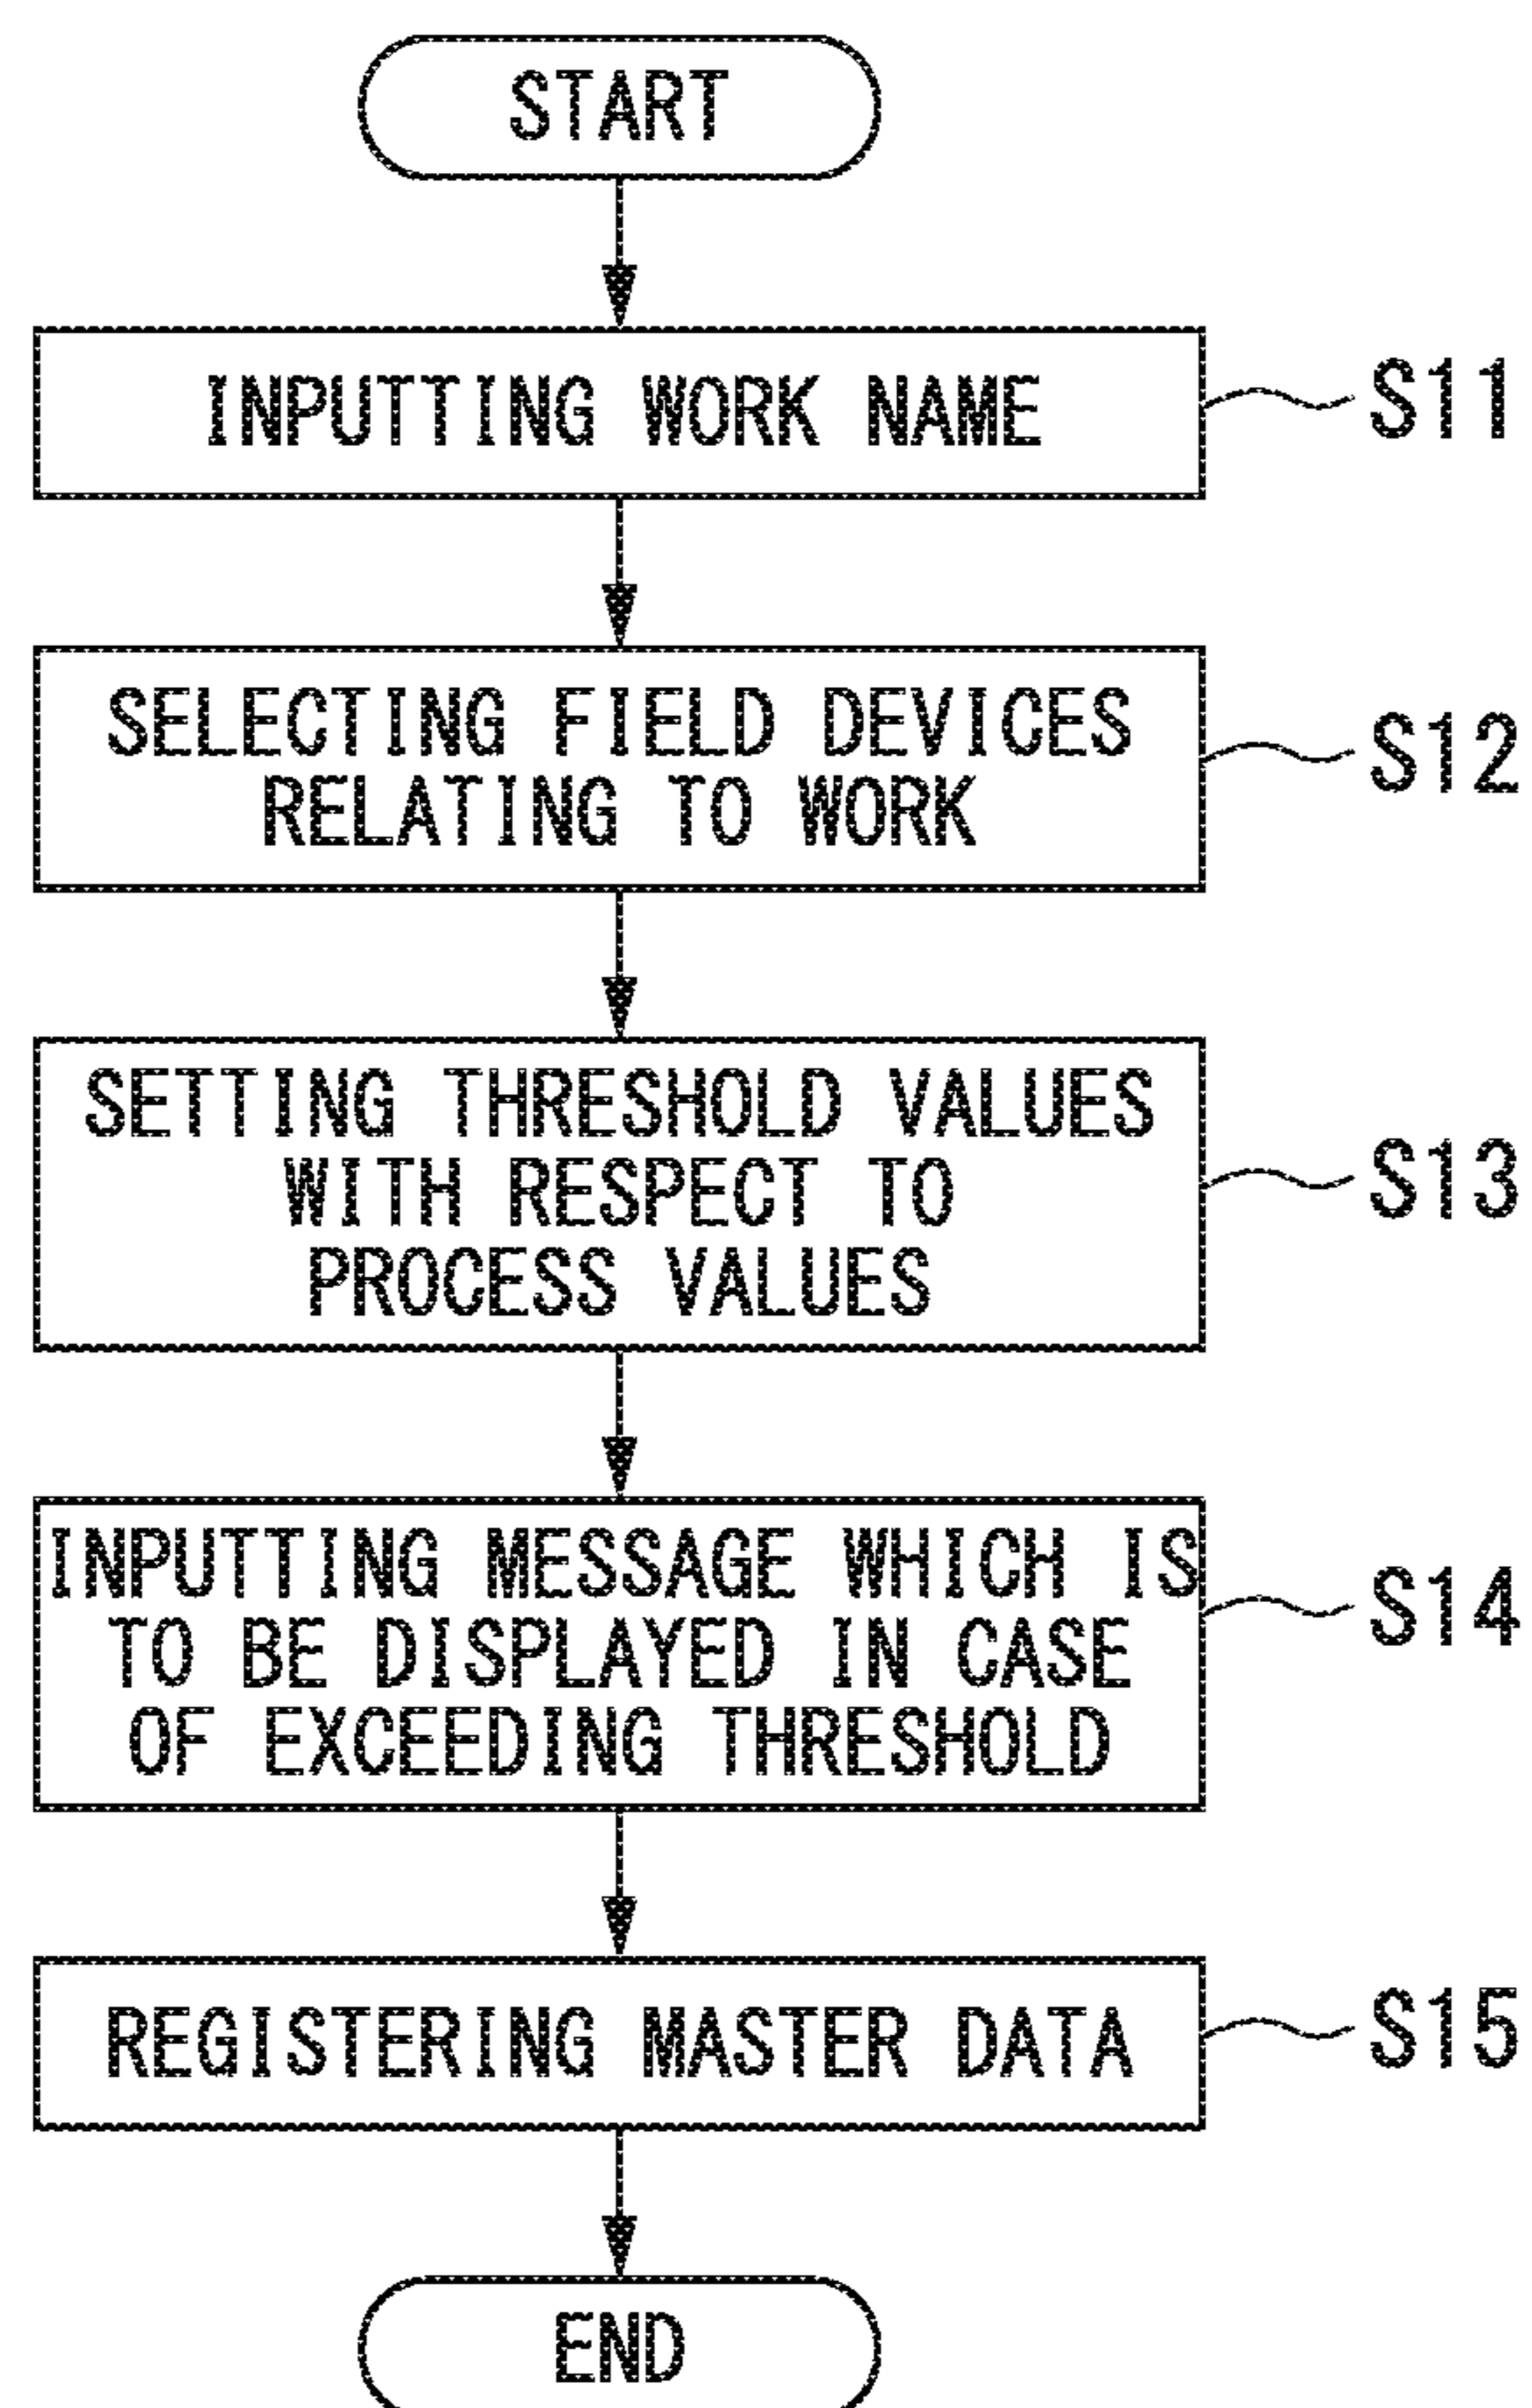 START
INPUTTING WORK NAME
S11
SELECTING FIELD DEVICES
RELATING TO WORK
S12
SETTING THRESHOLD VALUES
WITH RESPECT TO
PROCESS VALUES
S13
INPUTTING MESSAGE WHICH IS
TO BE DISPLAYED IN CASE
OF EXCEEDING THRESHOLD
S14
REGISTERING MASTER DATA
S15
END